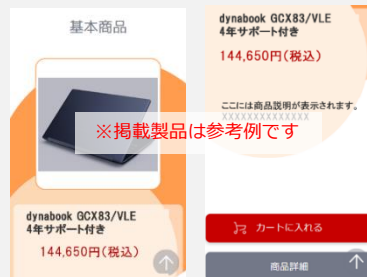 基本商品
dynabook GCX83/VLE
4年サポート付き
144,650円(税込)
dynabook GCX83/VLE
4年サポート付き
144,650円(税込)
ここには商品説明が表示されます。
XXXXXXXXXXXXXX
※掲載製品は参考例です
カートに入れる
商品詳細